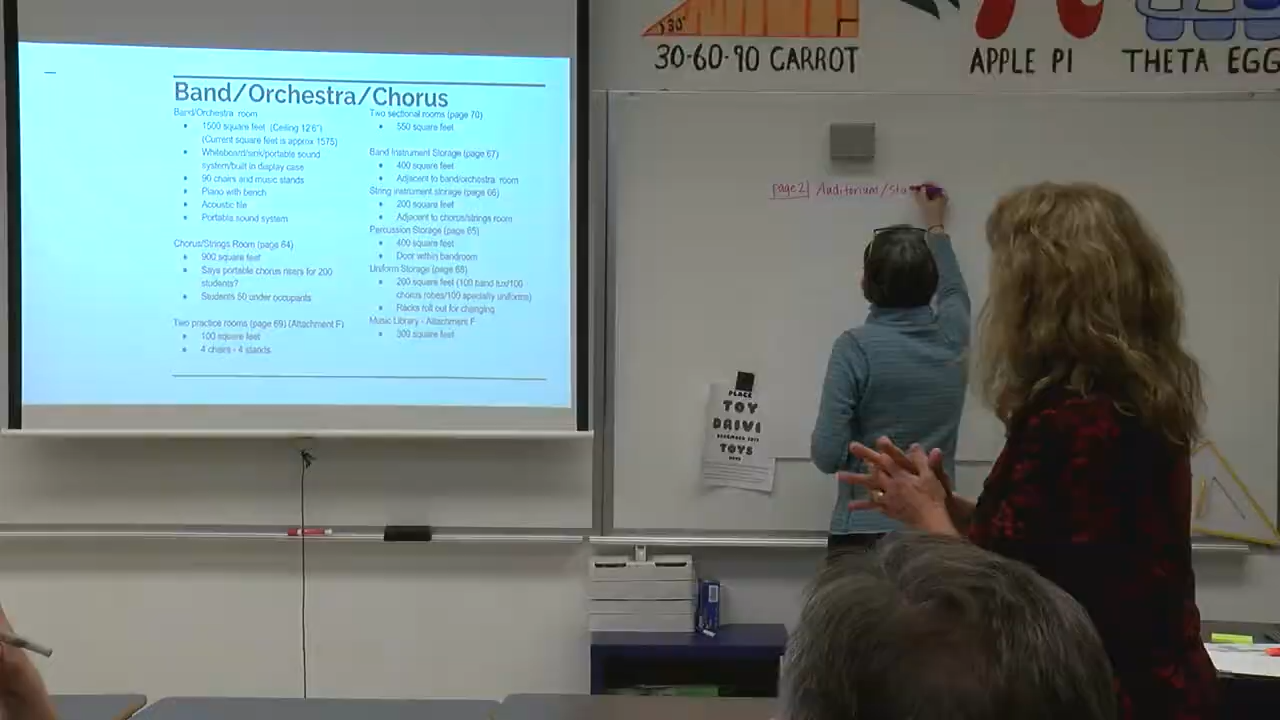 30°
30-60-90 CARROT
APPLE PI
THETA EGG
Band/Orchestra/Chorus
Band/Orchestra room
1500 square feet (Ceiling 12'6")
(Current square feet is approx 1575)
Whiteboard/sink/portable sound
system/built in display case
90 chairs and music stands
Piano with bench
Acoustic tile
Portable sound system
Chorus/Strings Room (page 64)
900 square feet
Says portable chorus risers for 200
students?
Students 50 under occupants
Two practice rooms (page 69) (Attachment F)
100 square feet
4 chairs - 4 stands
Two sectional rooms (page 70)
550 square feet
Band Instrument Storage (page 67)
400 square feet
Adjacent to band/orchestra room
String instrument storage (page 66)
200 square feet
Adjacent to chorus/strings room
Percussion Storage (page 65)
400 square feet
Door within bandroom
Uniform Storage (page 68)
200 square feet (100 band tux/100
chorus robes/100 specialty uniforms)
Racks roll out for changing
Music Library - Attachment F
300 square feet
page 2 Auditorium/Sta
PLACE
TOY
DRIVE
TOYS
HERE